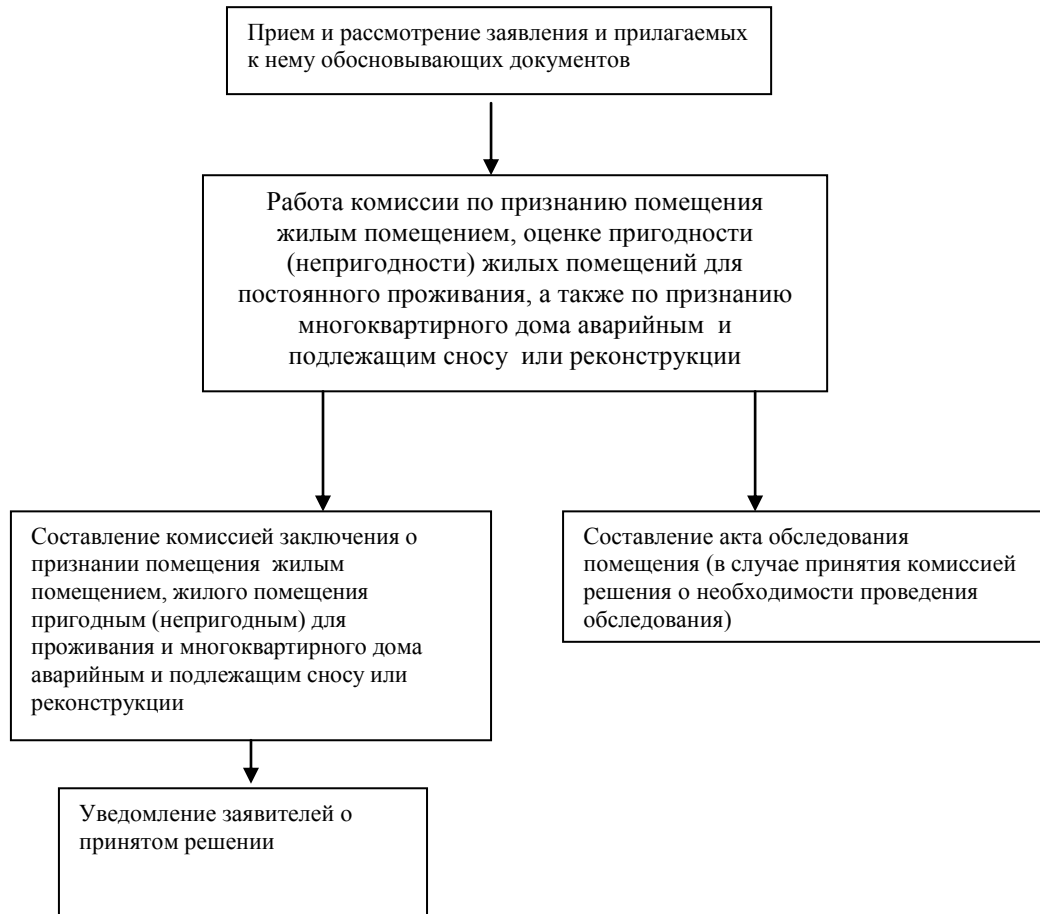 Прием и рассмотрение заявления и прилагаемых
к нему обосновывающих документов
Работа комиссии по признанию помещения
жилым помещением, оценке пригодности
(непригодности) жилых помещений для
постоянного проживания, а также по признанию
многоквартирного дома аварийным и
подлежащим сносу или реконструкции
Составление комиссией заключения о
признании помещения жилым
помещением, жилого помещения
пригодным (непригодным) для
проживания и многоквартирного дома
аварийным и подлежащим сносу или
реконструкции
Составление акта обследования
помещения (в случае принятия комиссией
решения о необходимости проведения
обследования)
Уведомление заявителей о
принятом решении